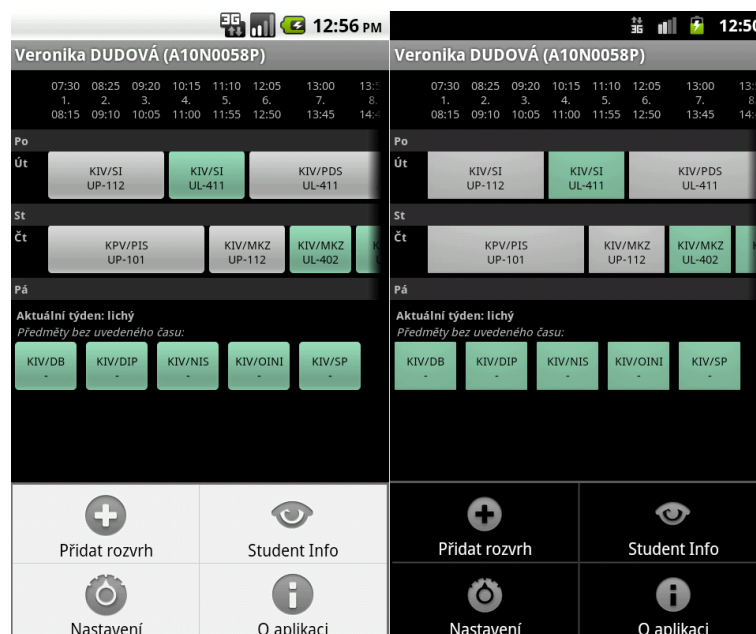 3G 12:56 PM
Veronika DUDOVÁ (A10N0058P)
07:30 08:25 09:20 10:15 11:10 12:05 13:00
1. 2. 3. 4. 5. 6. 7. 8.
08:15 09:10 10:05 11:00 11:55 12:50 13:45
Po
Út
KIV/SI KIV/SI KIV/PDS
UP-112 UL-411 UL-411
St
Čt
KPV/PIS KIV/MKZ KIV/MKZ
UP-101 UP-112 UL-402
Pá
Aktuální týden: lichý
Předměty bez uvedeného času:
KIV/DB KIV/DIP KIV/NIS KIV/OINI KIV/SP
- - - - -
Přidat rozvrh Student Info
Nastavení O aplikaci
3G 12:50
Veronika DUDOVÁ (A10N0058P)
07:30 08:25 09:20 10:15 11:10 12:05 13:00
1. 2. 3. 4. 5. 6. 7. 8
08:15 09:10 10:05 11:00 11:55 12:50 13:45
Po
Út
KIV/SI KIV/SI KIV/PDS
UP-112 UL-411 UL-411
St
Čt
KPV/PIS KIV/MKZ KIV/MKZ
UP-101 UP-112 UL-402
Pá
Aktuální týden: lichý
Předměty bez uvedeného času:
KIV/DB KIV/DIP KIV/NIS KIV/OINI KIV/SP
- - - - -
Přidat rozvrh Student Info
Nastavení O aplikaci